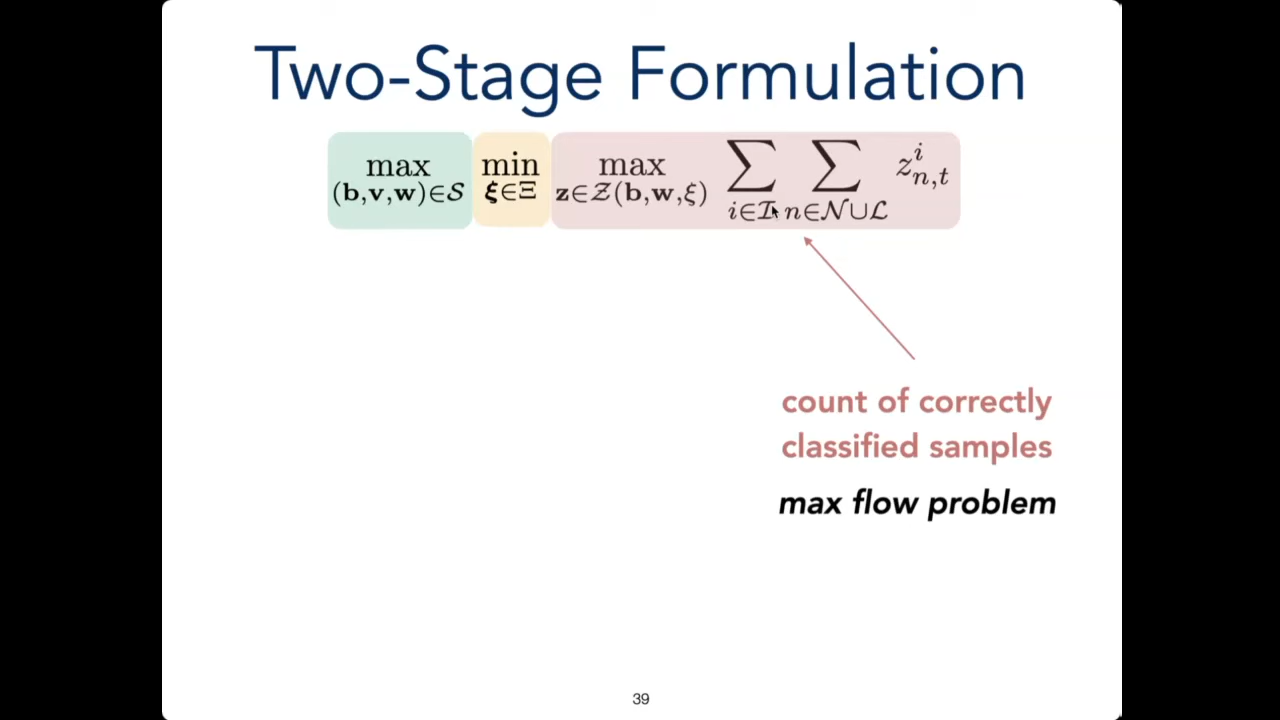 Two-Stage Formulation
max min max ∑ ∑ z^i_{n,t}
(b,v,w)∈𝒮 ξ∈Ξ z∈𝒵(b,w,ξ) i∈ℐ n∈𝒩∪ℒ
count of correctly
classified samples
max flow problem
39